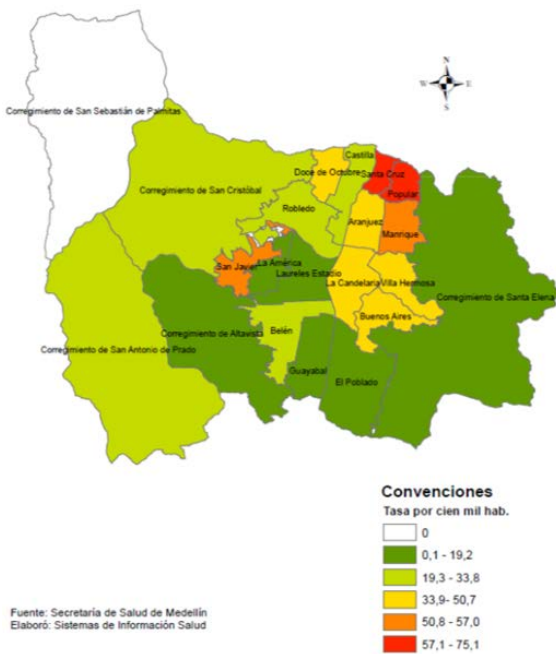 N
W E
S
Corregimiento de San Sebastián de Palmitas
Castilla
Doce de Octubre
Santa Cruz
Corregimiento de San Cristóbal
Popular
Robledo
Aranjuez
Manrique
San Javier
La América
Laureles Estadio
La Candelaria
Villa Hermosa
Corregimiento de Santa Elena
Buenos Aires
Corregimiento de Altavista
Belén
Corregimiento de San Antonio de Prado
Guayabal
El Poblado
Convenciones
Tasa por cien mil hab.
0
0,1 - 19,2
19,3 - 33,8
33,9- 50,7
50,8 - 57,0
57,1 - 75,1
Fuente: Secretaría de Salud de Medellín
Elaboró: Sistemas de Información Salud